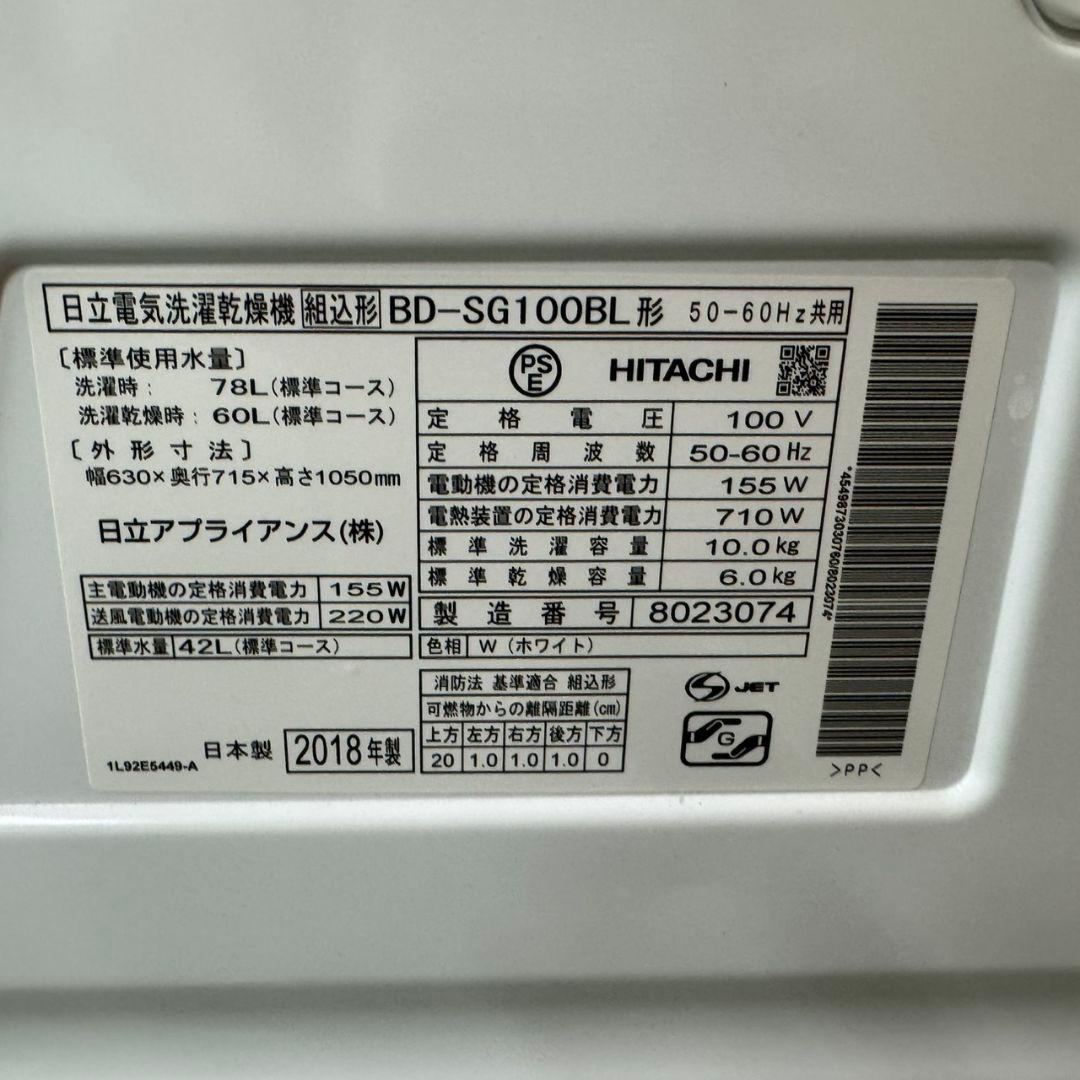 日立電気洗濯乾燥機 組込形 BD-SG100BL形 50-60Hz共用
〔標準使用水量〕
洗濯時: 78L(標準コース)
洗濯乾燥時: 60L(標準コース)
〔外形寸法〕
幅630×奥行715×高さ1050mm
日立アプライアンス(株)
主電動機の定格消費電力 155W
送風電動機の定格消費電力 220W
標準水量 42L(標準コース)
日本製 2018年製
1L92E5449-A
PSE HITACHI
定格電圧 100V
定格周波数 50-60Hz
電動機の定格消費電力 155W
電熱装置の定格消費電力 710W
標準洗濯容量 10.0kg
標準乾燥容量 6.0kg
製造番号 8023074
色相 W(ホワイト)
消防法 基準適合 組込形
可燃物からの離隔距離(cm)
上方 左方 右方 後方 下方
20 1.0 1.0 1.0 0
S JET
G
*4549873030760/8023074*
>PP<